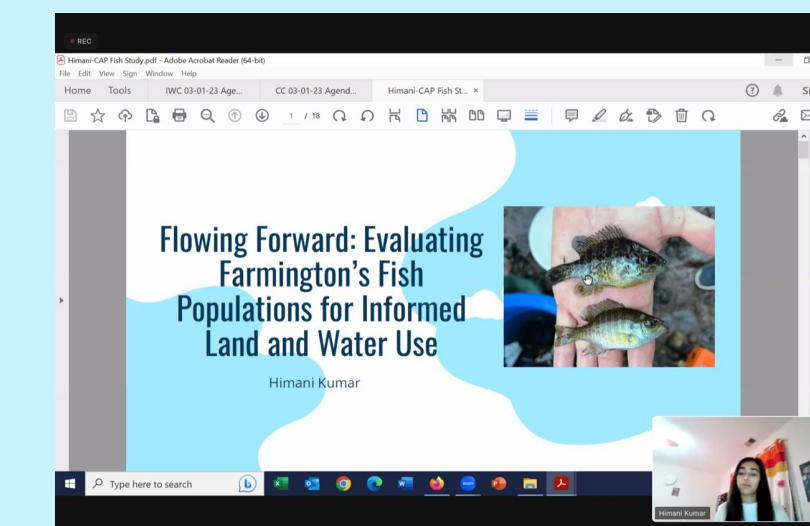 REC
Himani-CAP Fish Study.pdf - Adobe Acrobat Reader (64-bit)
File Edit View Sign Window Help
Home Tools IWC 03-01-23 Age... CC 03-01-23 Agend... Himani-CAP Fish St... ×
1 / 18
Flowing Forward: Evaluating
Farmington's Fish
Populations for Informed
Land and Water Use
Himani Kumar
Type here to search
Himani Kumar